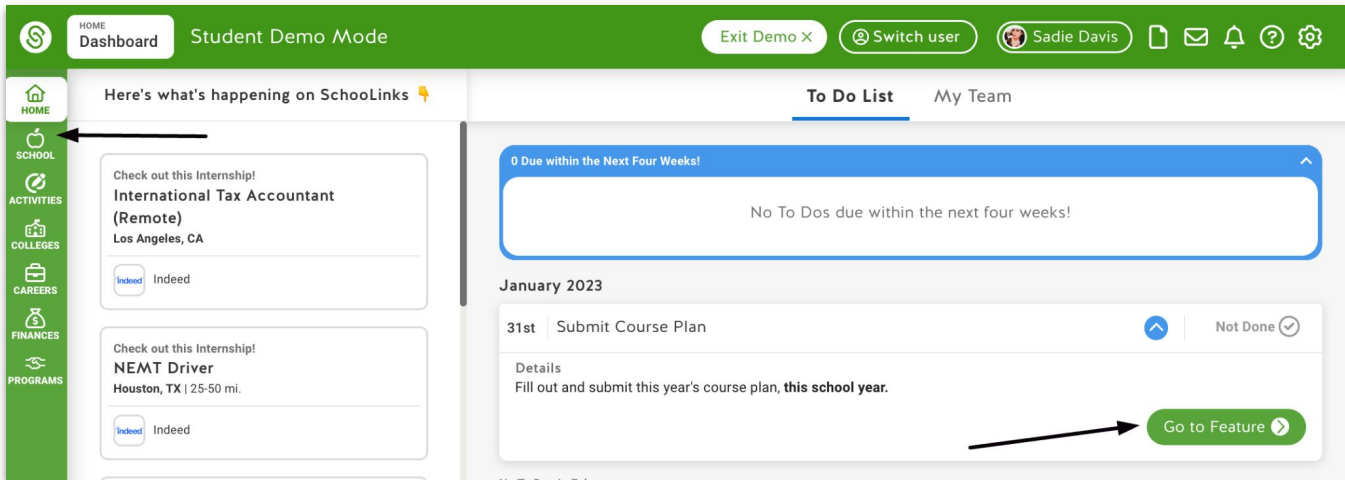 HOME
Dashboard
Student Demo Mode
Exit Demo ×
Switch user
Sadie Davis
HOME
SCHOOL
ACTIVITIES
COLLEGES
CAREERS
FINANCES
PROGRAMS
Here's what's happening on SchooLinks 👇
Check out this Internship!
International Tax Accountant
(Remote)
Los Angeles, CA
indeed Indeed
Check out this Internship!
NEMT Driver
Houston, TX | 25-50 mi.
indeed Indeed
To Do List My Team
0 Due within the Next Four Weeks!
No To Dos due within the next four weeks!
January 2023
31st Submit Course Plan Not Done
Details
Fill out and submit this year's course plan, this school year.
Go to Feature